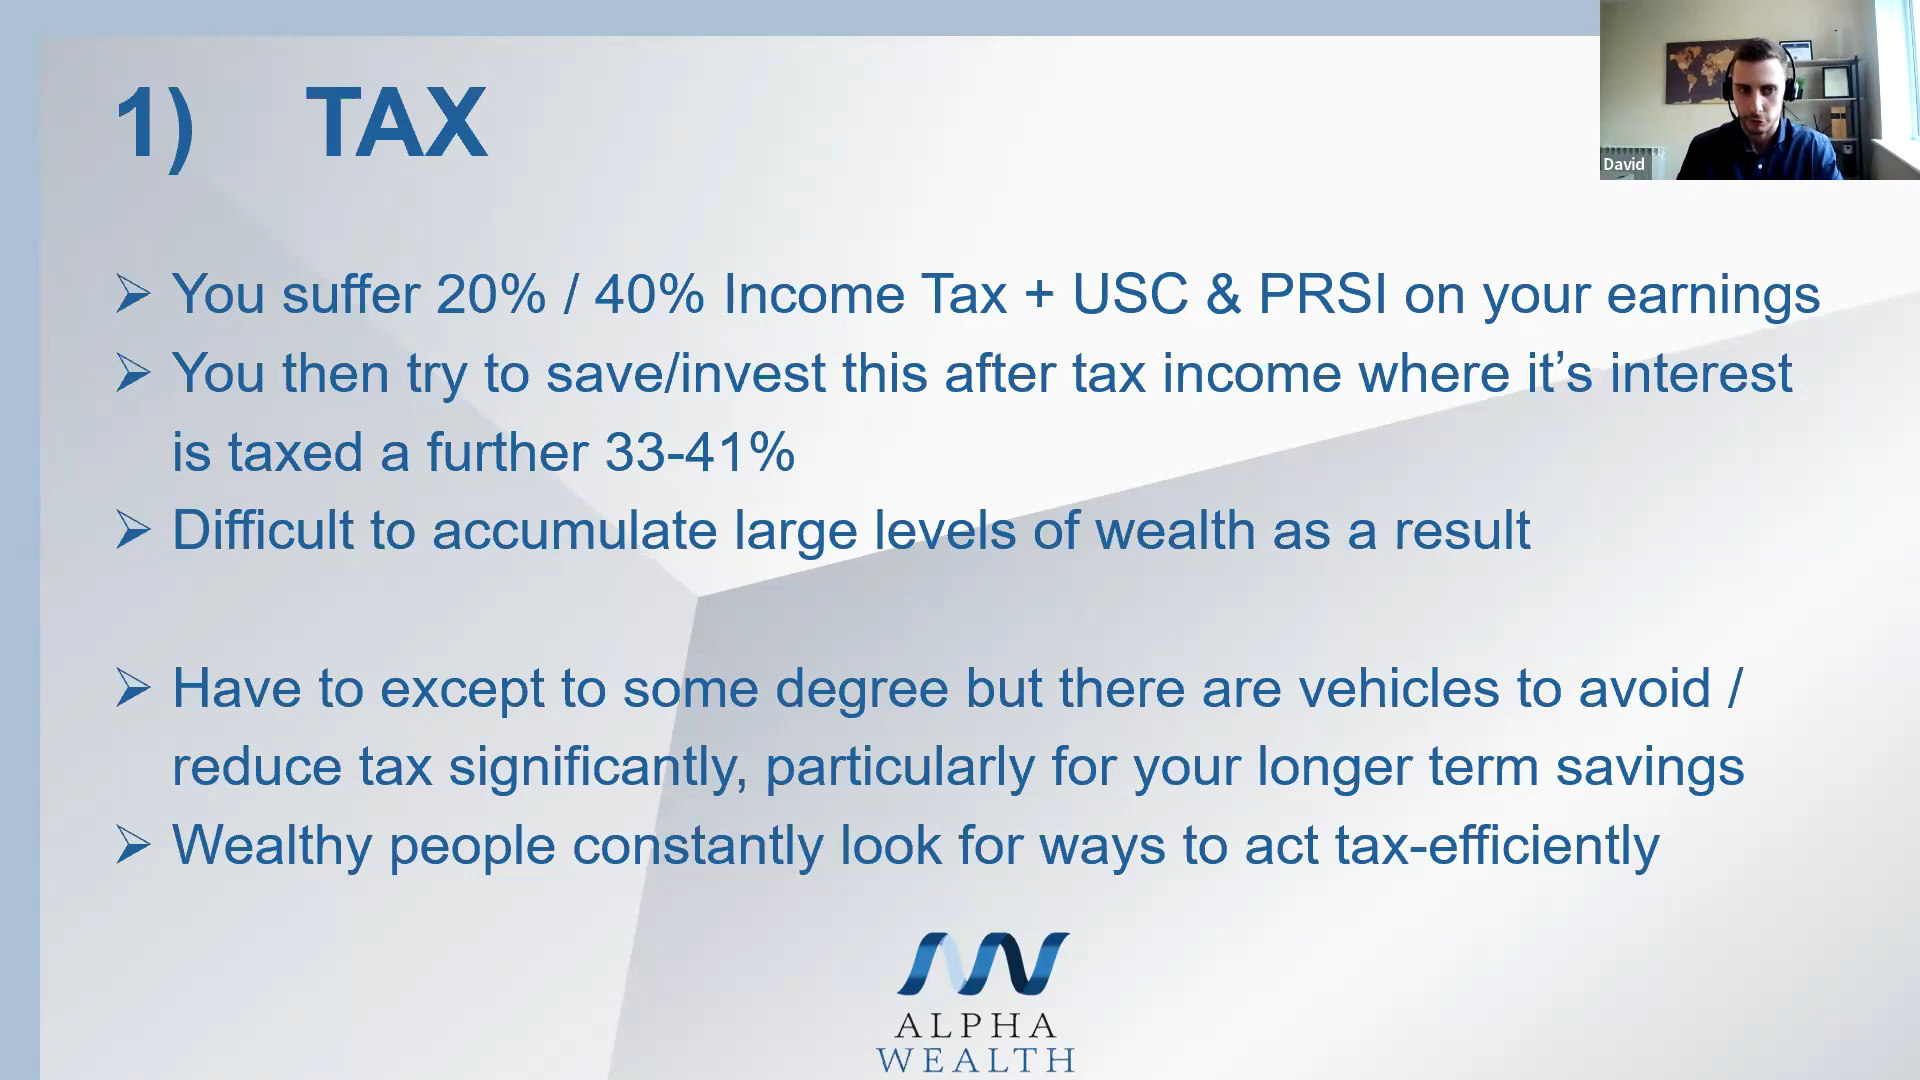 1) TAX
David
➢ You suffer 20% / 40% Income Tax + USC & PRSI on your earnings
➢ You then try to save/invest this after tax income where it’s interest
is taxed a further 33-41%
➢ Difficult to accumulate large levels of wealth as a result
➢ Have to except to some degree but there are vehicles to avoid /
reduce tax significantly, particularly for your longer term savings
➢ Wealthy people constantly look for ways to act tax-efficiently
ALPHA
WEALTH